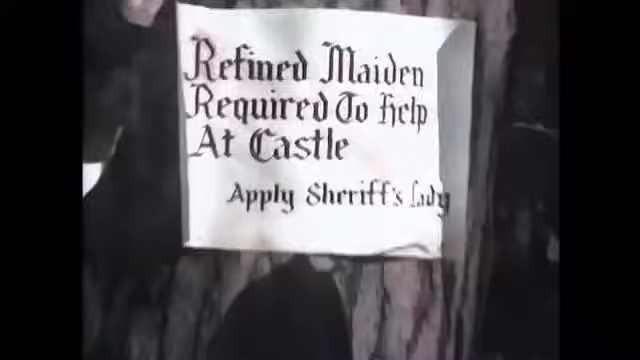 Refined Maiden
Required To Help
At Castle
Apply Sheriff's Lady